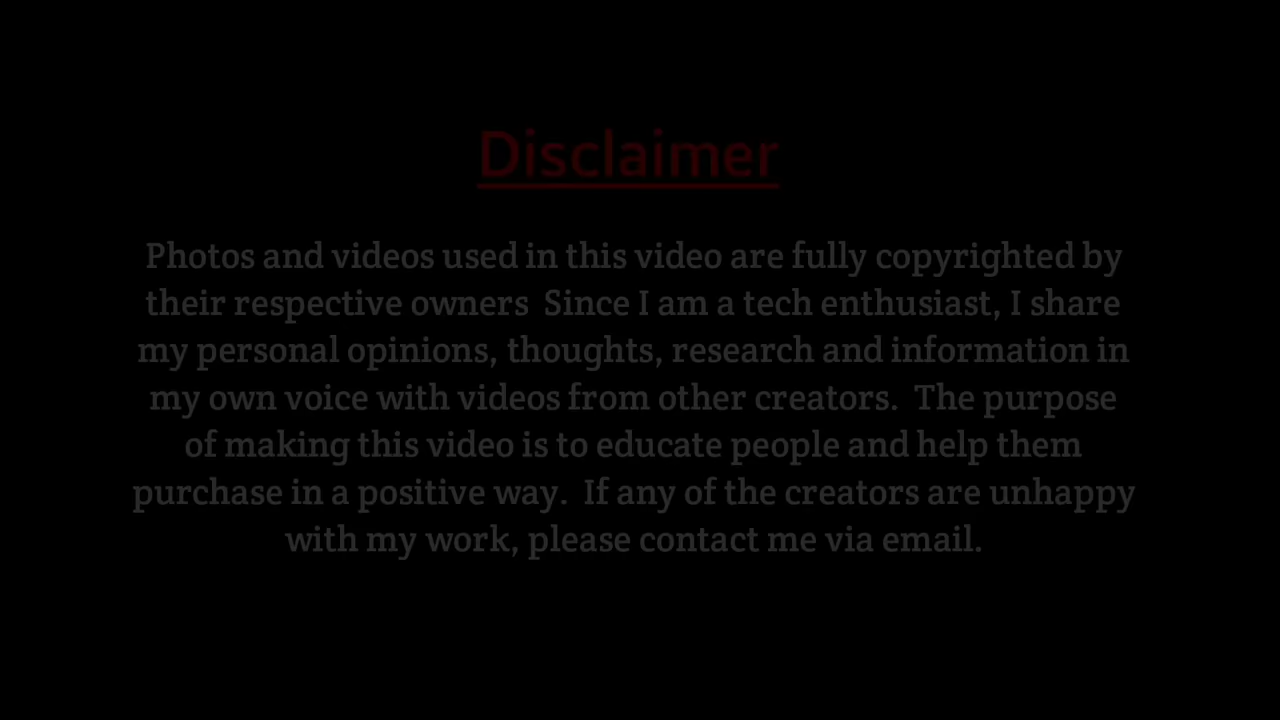 Disclaimer
Photos and videos used in this video are fully copyrighted by
their respective owners  Since I am a tech enthusiast, I share
my personal opinions, thoughts, research and information in
my own voice with videos from other creators.  The purpose
of making this video is to educate people and help them
purchase in a positive way.  If any of the creators are unhappy
with my work, please contact me via email.